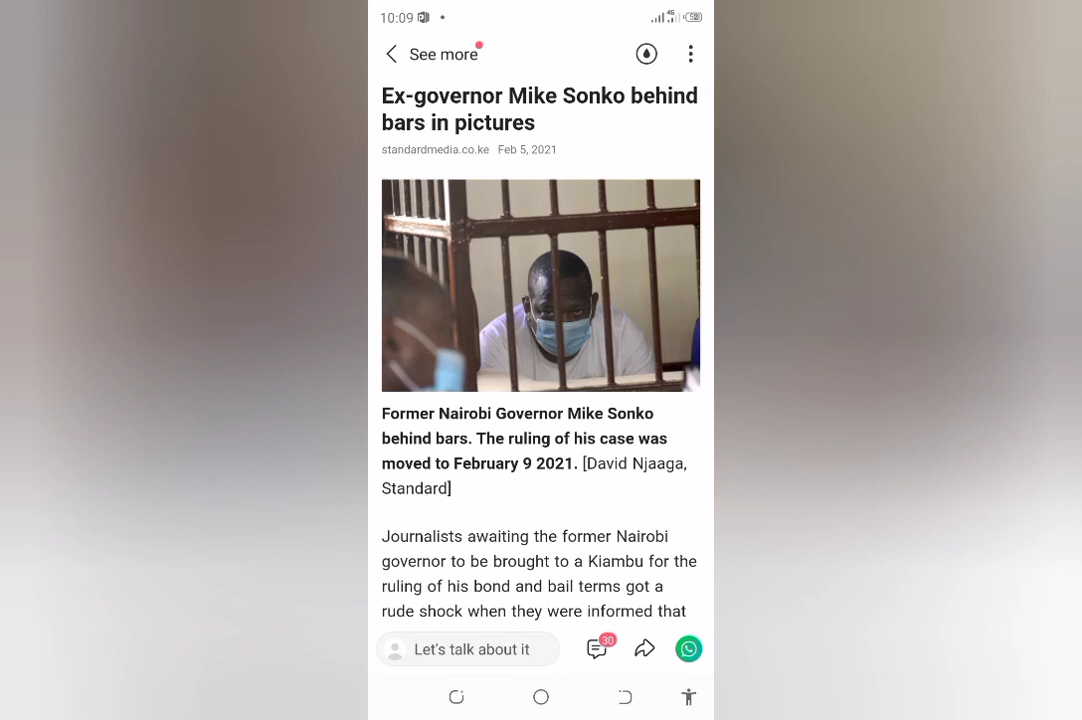 10:09
4G
52
See more
Ex-governor Mike Sonko behind
bars in pictures
standardmedia.co.ke Feb 5, 2021
Former Nairobi Governor Mike Sonko
behind bars. The ruling of his case was
moved to February 9 2021. [David Njaaga,
Standard]
Journalists awaiting the former Nairobi
governor to be brought to a Kiambu for the
ruling of his bond and bail terms got a
rude shock when they were informed that
Let's talk about it
30